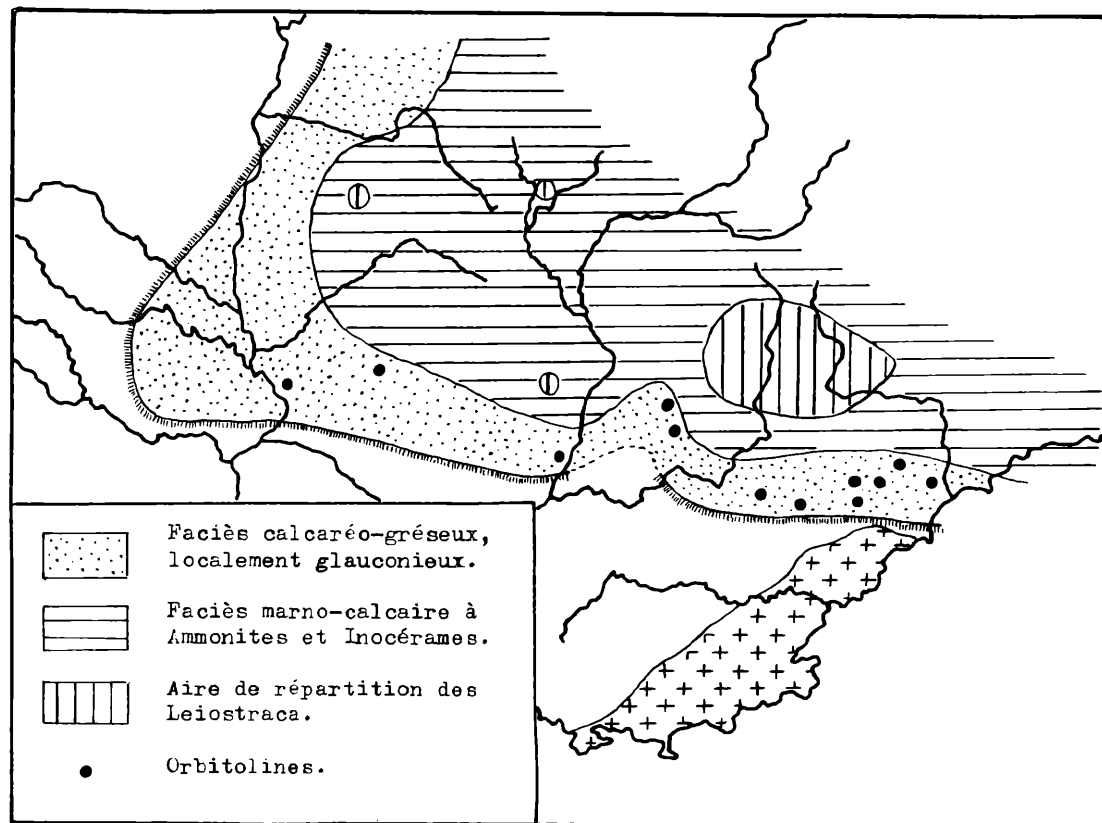 Faciès calcaréo-gréseux,
localement glauconieux.
Faciès marno-calcaire à
Ammonites et Inocérames.
Aire de répartition des
Leiostraca.
Orbitolines.